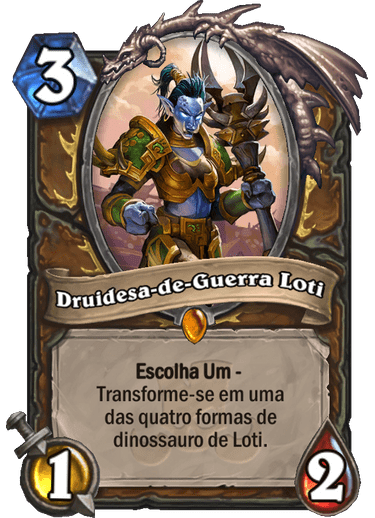 3
Druidesa-de-Guerra Loti
Escolha Um -
Transforme-se em uma
das quatro formas de
dinossauro de Loti.
1
2